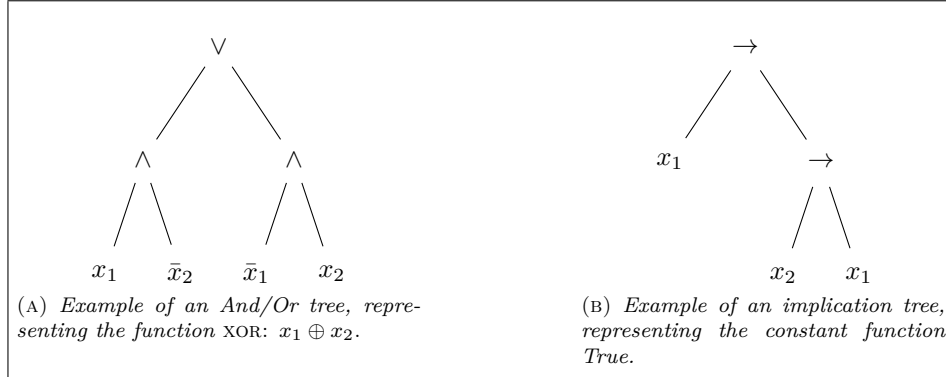 ∨ →
∧ ∧ x₁ →
x₁ x̄₂ x̄₁ x₂ x₂ x₁
(A) Example of an And/Or tree, repre-
senting the function XOR: x₁ ⊕ x₂.
(B) Example of an implication tree,
representing the constant function
True.